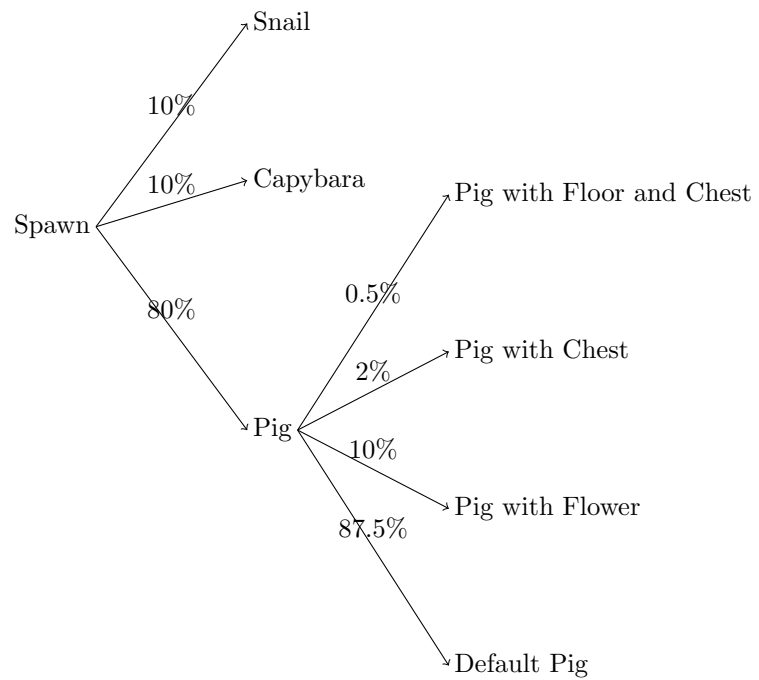 Snail
10%
10%
Capybara
Pig with Floor and Chest
Spawn
0.5%
80%
Pig with Chest
2%
Pig
10%
Pig with Flower
87.5%
Default Pig